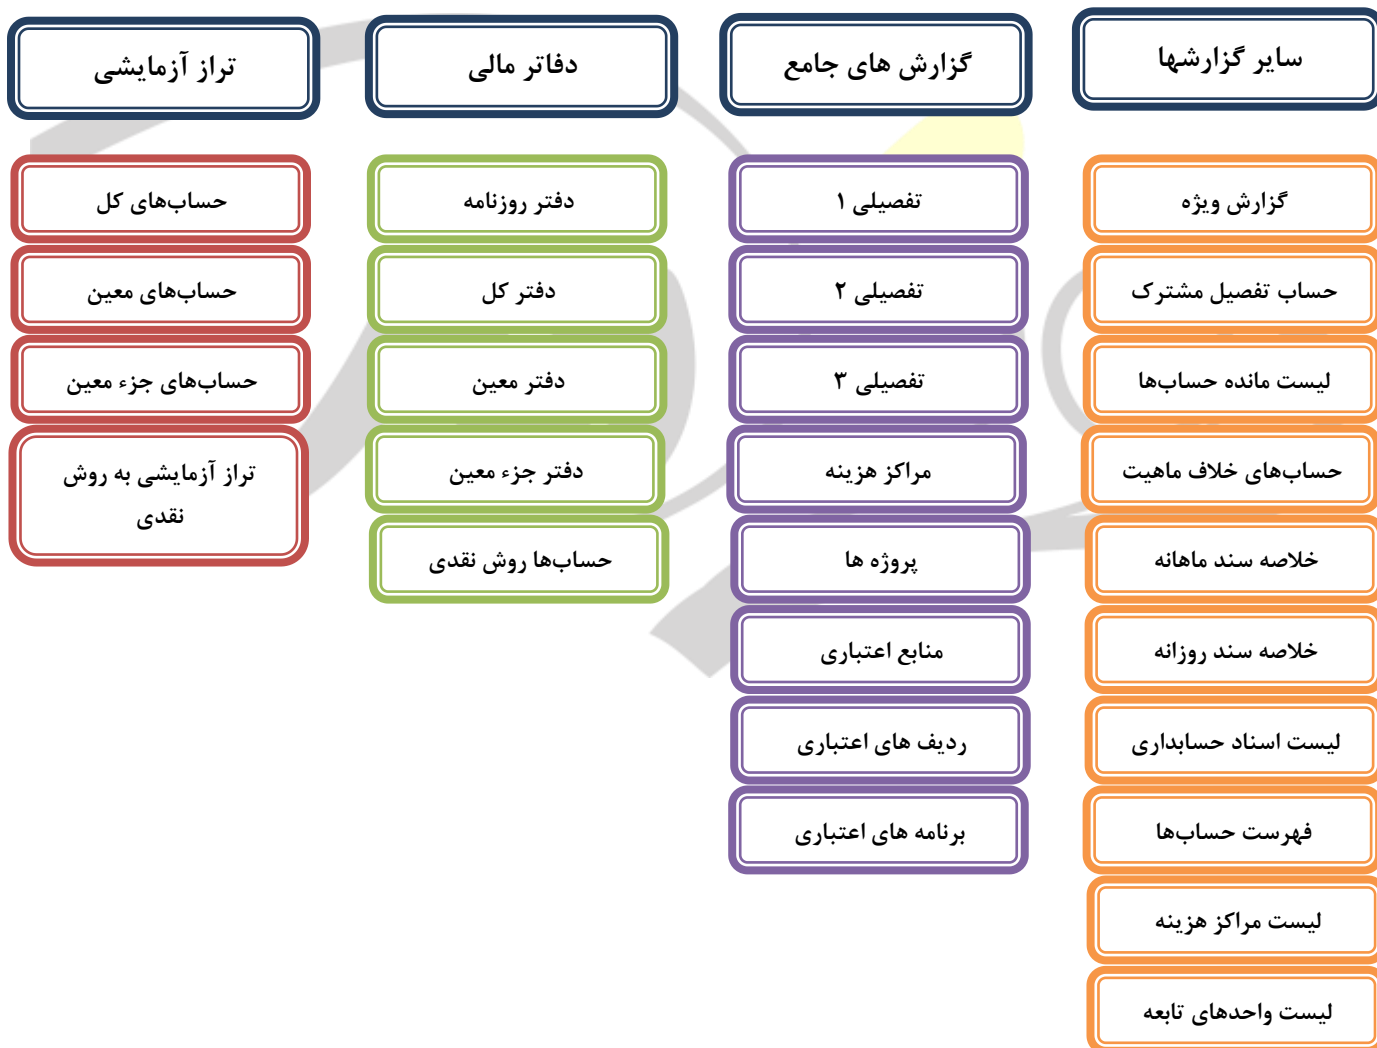 سایر گزارشها
گزارش ویژه
حساب تفصیل مشترک
لیست مانده حساب‌ها
حساب‌های خلاف ماهیت
خلاصه سند ماهانه
خلاصه سند روزانه
لیست اسناد حسابداری
فهرست حساب‌ها
لیست مراکز هزینه
لیست واحدهای تابعه
گزارش های جامع
تفصیلی ۱
تفصیلی ۲
تفصیلی ۳
مراکز هزینه
پروژه ها
منابع اعتباری
ردیف های اعتباری
برنامه های اعتباری
دفاتر مالی
دفتر روزنامه
دفتر کل
دفتر معین
دفتر جزء معین
حساب‌ها روش نقدی
تراز آزمایشی
حساب‌های کل
حساب‌های معین
حساب‌های جزء معین
تراز آزمایشی به روش
نقدی